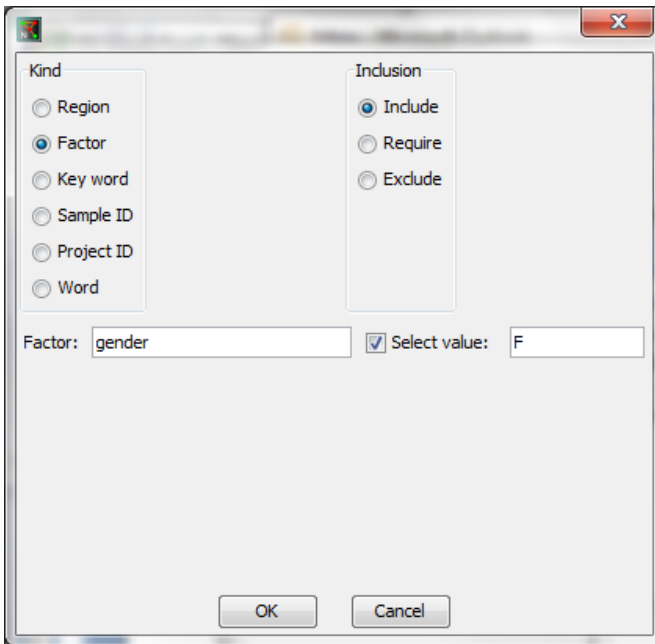 Kind Inclusion
Region Include
Factor Require
Key word Exclude
Sample ID
Project ID
Word
Factor: gender Select value: F
OK Cancel